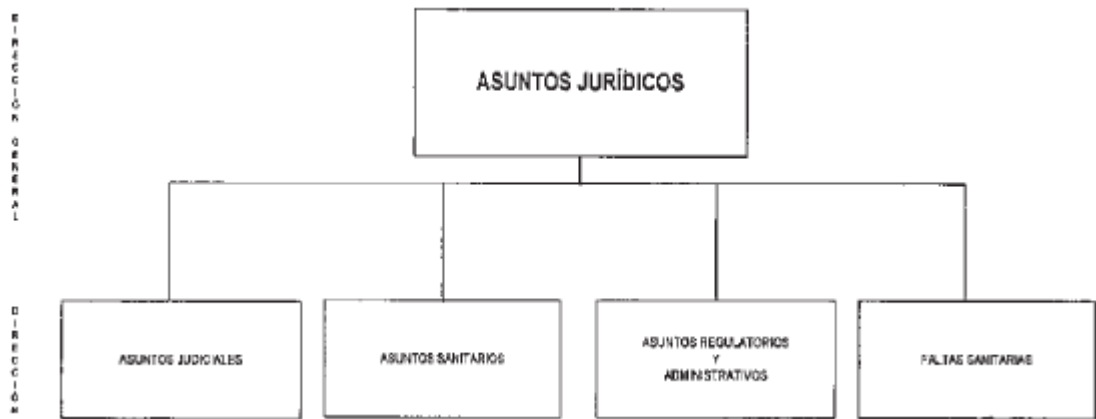 DIRECCIÓN GENERAL
ASUNTOS JURÍDICOS
DIRECCIÓN
ASUNTOS JUDICIALES
ASUNTOS SANITARIOS
ASUNTOS REGULATORIOS
Y
ADMINISTRATIVOS
FALTAS SANITARIAS